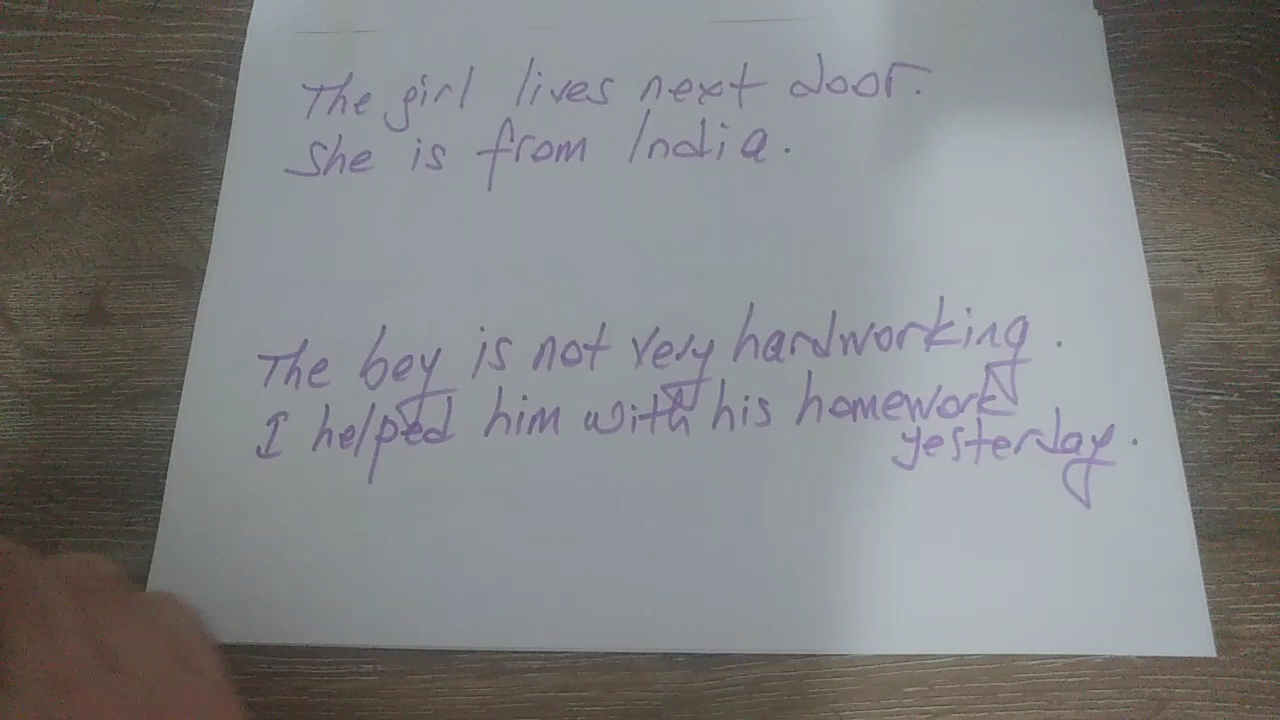 The girl lives next door.
She is from India.
The boy is not very hardworking.
I helped him with his homework
yesterday.